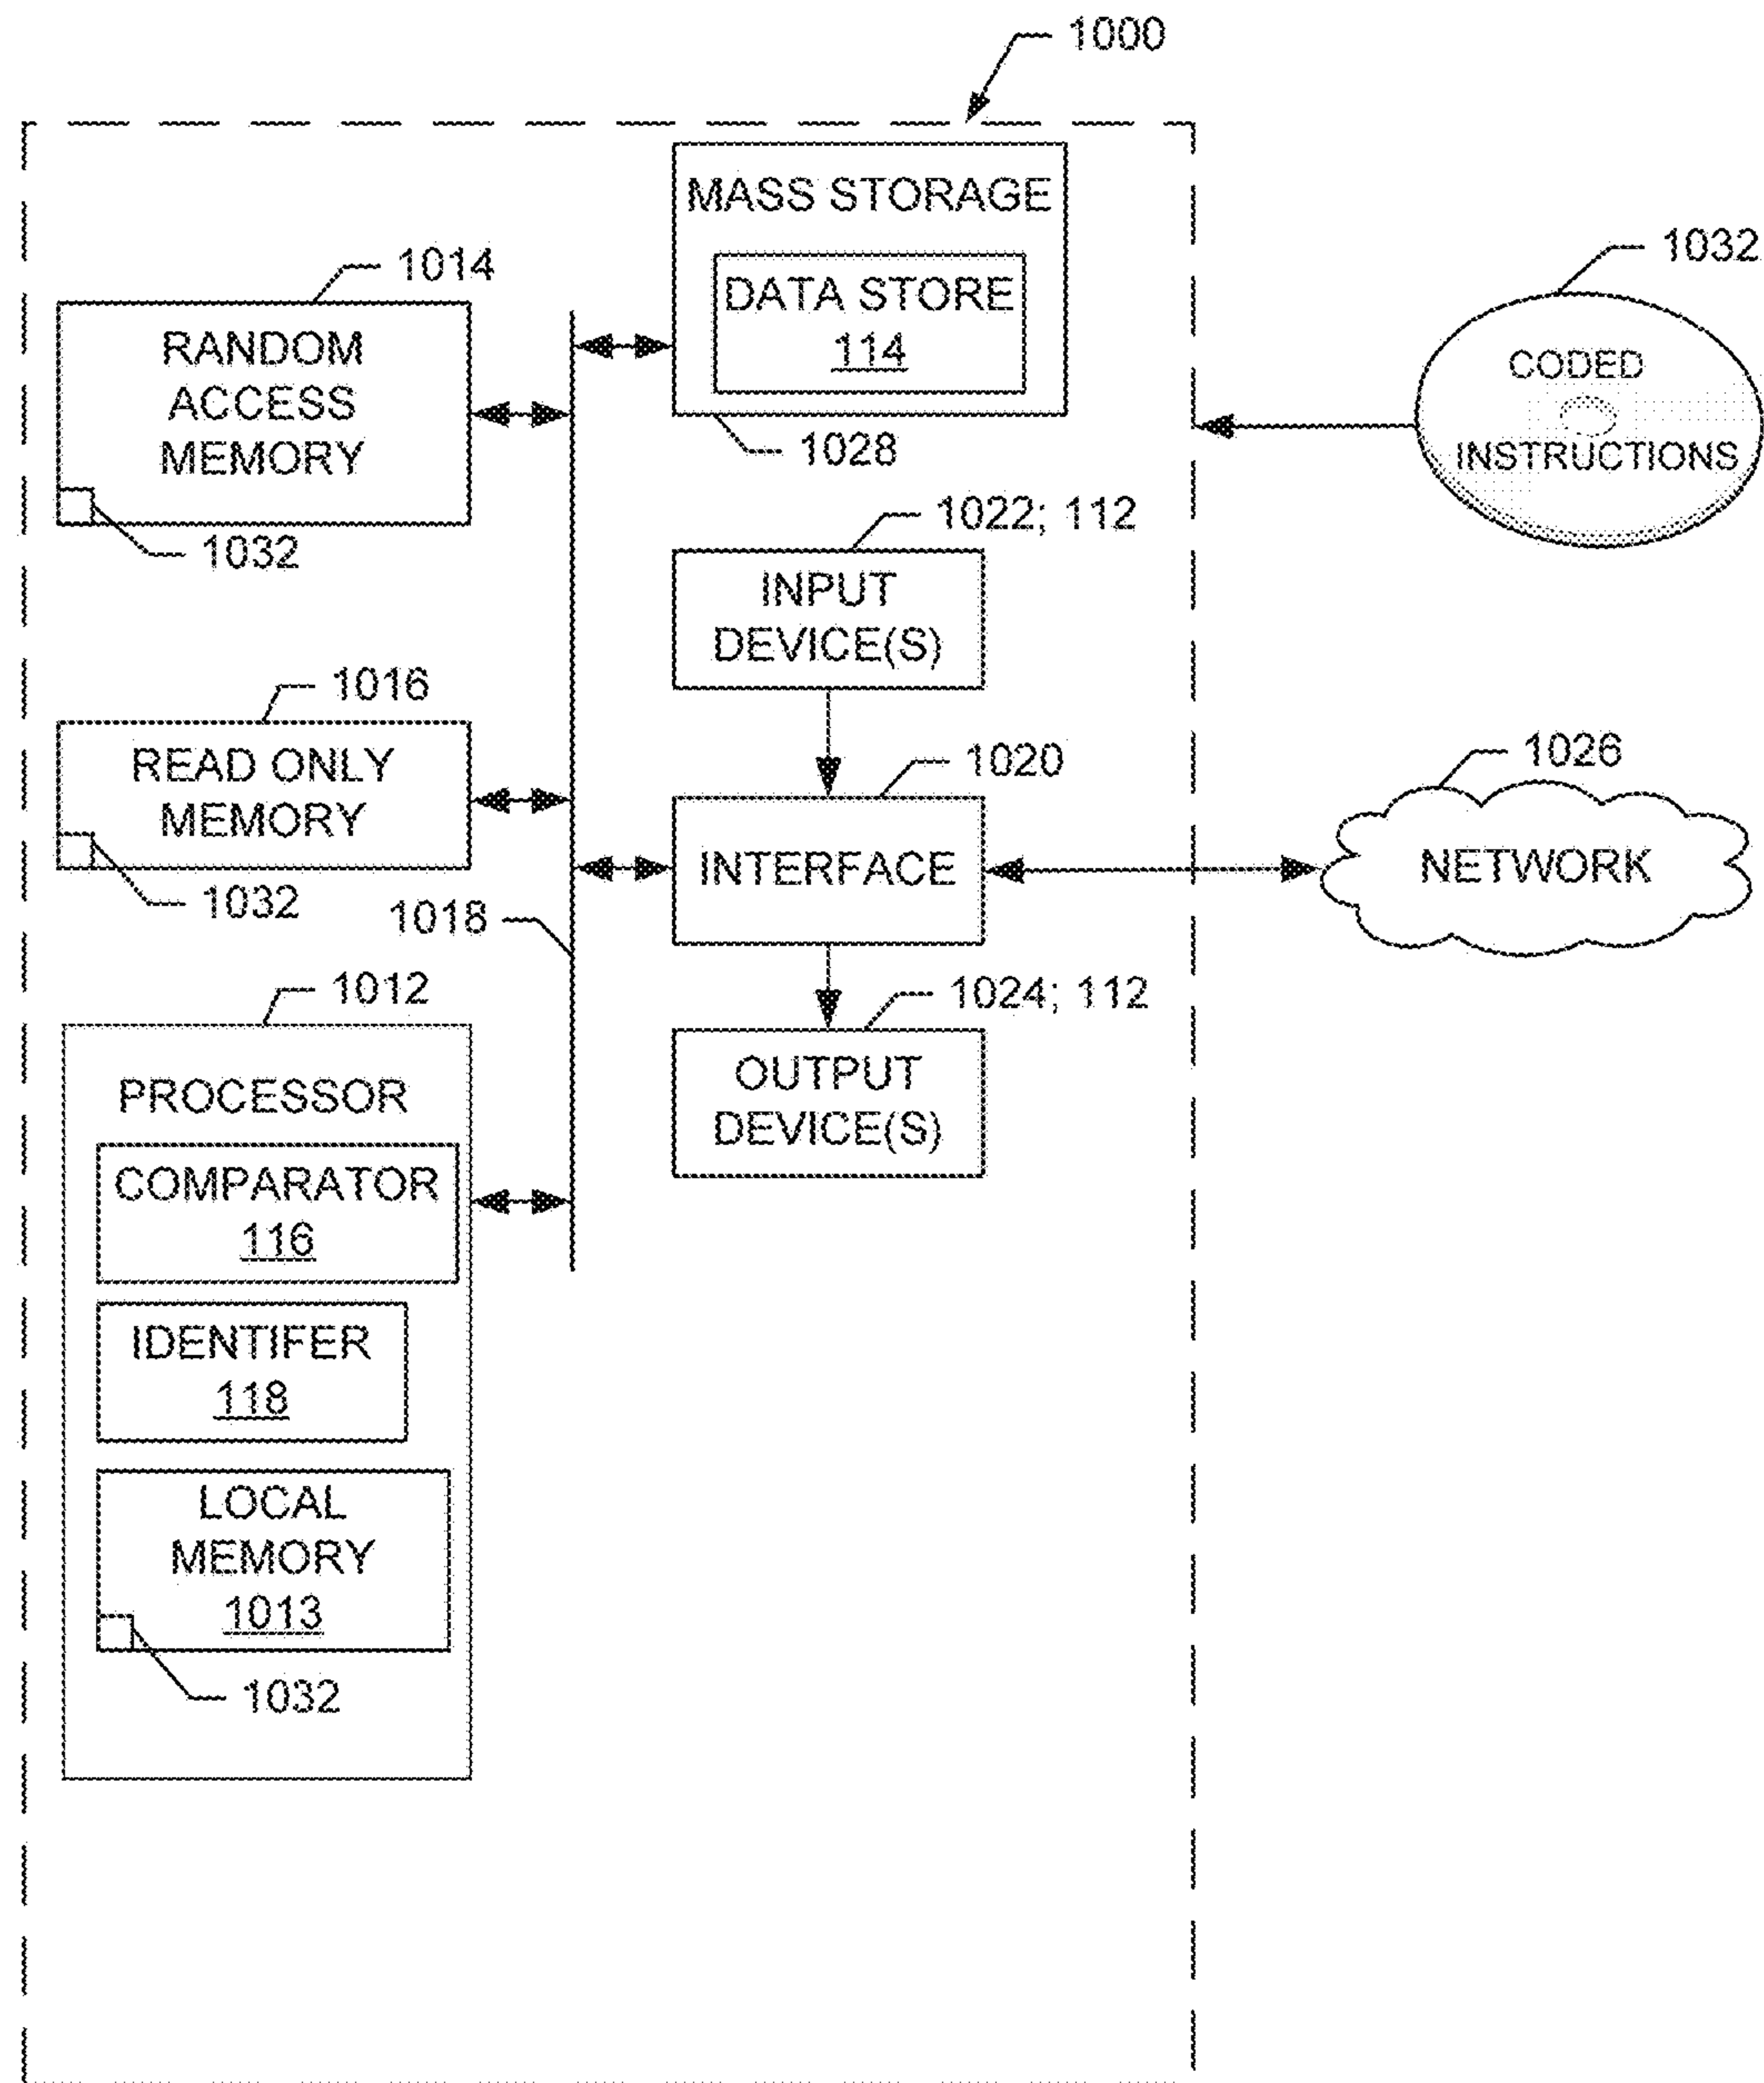 1000
MASS STORAGE
DATA STORE
114
1028
1014
RANDOM
ACCESS
MEMORY
1032
1032
CODED
INSTRUCTIONS
1022; 112
INPUT
DEVICE(S)
1016
READ ONLY
MEMORY
1032
1018
1020
INTERFACE
1026
NETWORK
1024; 112
OUTPUT
DEVICE(S)
1012
PROCESSOR
COMPARATOR
116
IDENTIFER
118
LOCAL
MEMORY
1013
1032